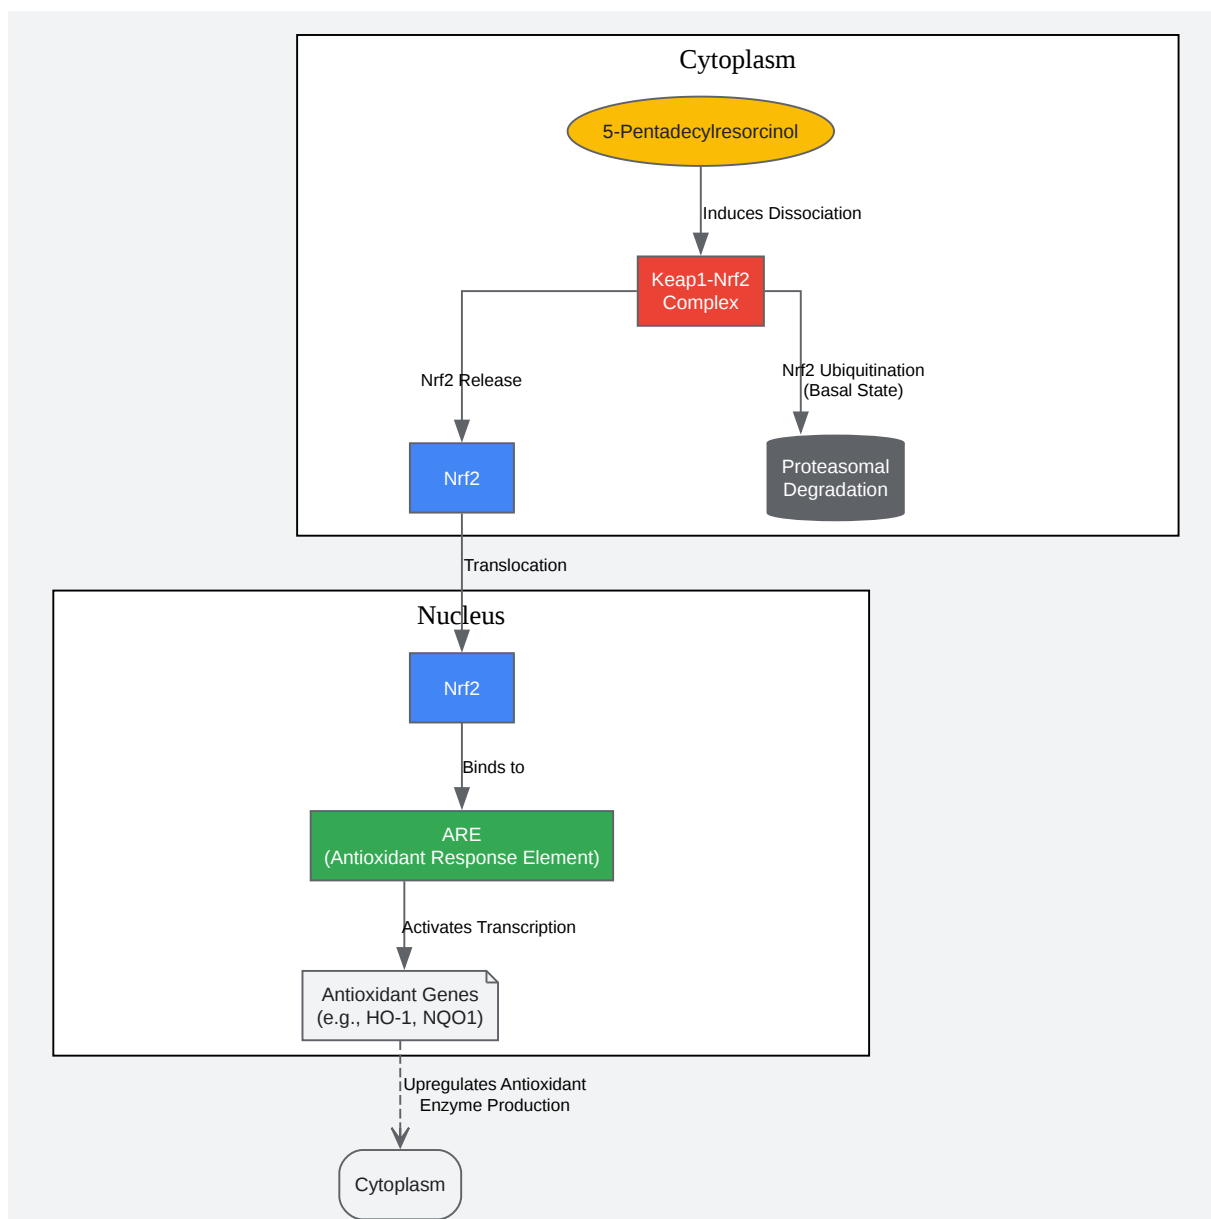 Cytoplasm
5-Pentadecylresorcinol
Induces Dissociation
Keap1-Nrf2
Complex
Nrf2 Release
Nrf2 Ubiquitination
(Basal State)
Nrf2
Proteasomal
Degradation
Translocation
Nucleus
Nrf2
Binds to
ARE
(Antioxidant Response Element)
Activates Transcription
Antioxidant Genes
(e.g., HO-1, NQO1)
Upregulates Antioxidant
Enzyme Production
Cytoplasm